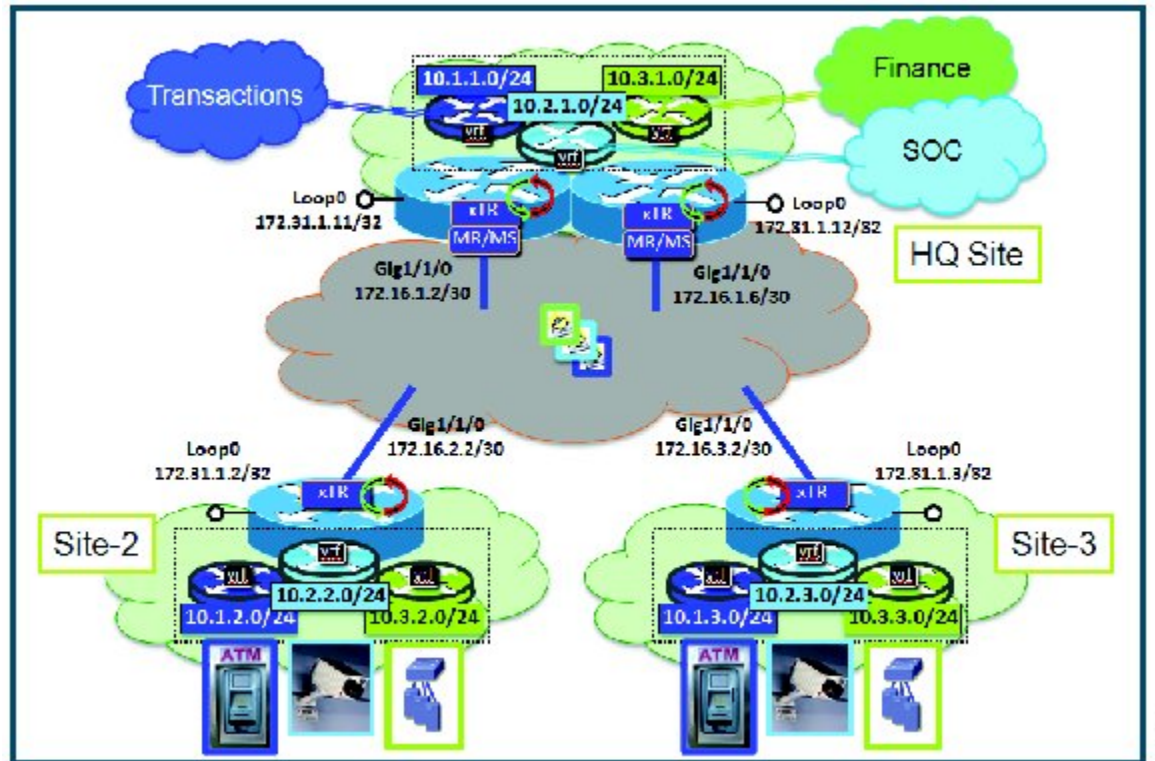 Transactions
10.1.1.0/24
10.2.1.0/24
10.3.1.0/24
Finance
SOC
vrf
vrf
vrf
Loop0
172.31.1.11/32
xTR
MR/MS
xTR
MR/MS
Loop0
172.31.1.12/32
HQ Site
Gig1/1/0
172.16.1.2/30
Gig1/1/0
172.16.1.6/30
Gig1/1/0
172.16.2.2/30
Gig1/1/0
172.16.3.2/30
Loop0
172.31.1.2/32
Loop0
172.31.1.3/32
xTR
xTR
Site-2
Site-3
vrf
vrf
vrf
vrf
vrf
vrf
10.1.2.0/24
10.2.2.0/24
10.3.2.0/24
10.1.3.0/24
10.2.3.0/24
10.3.3.0/24
ATM
ATM